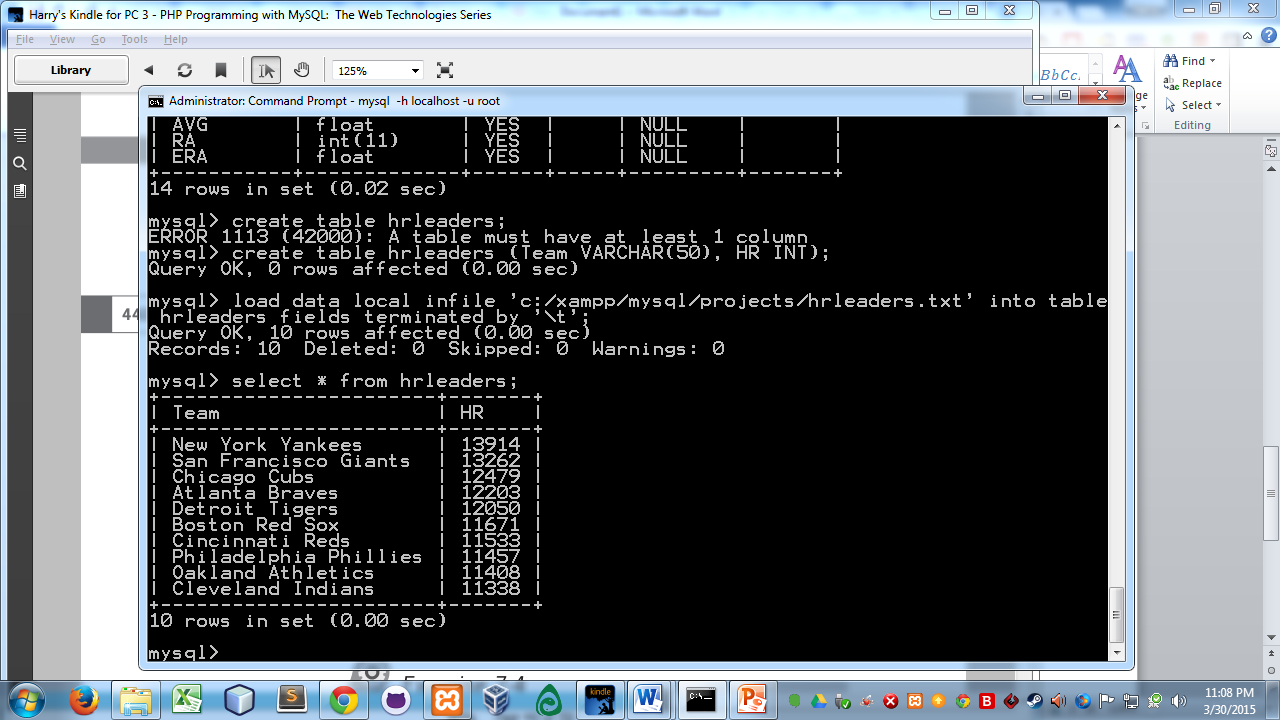 Harry's Kindle for PC 3 - PHP Programming with MySQL: The Web Technologies Series
File View Go Tools Help
Library
125%
Find
Replace
Select
Editing
Administrator: Command Prompt - mysql -h localhost -u root
| AVG | float | YES | | NULL | |
| RA | int(11) | YES | | NULL | |
| ERA | float | YES | | NULL | |
+------------+--------------+------+-----+---------+-------+
14 rows in set (0.02 sec)
mysql> create table hrleaders;
ERROR 1113 (42000): A table must have at least 1 column
mysql> create table hrleaders (Team VARCHAR(50), HR INT);
Query OK, 0 rows affected (0.00 sec)
mysql> load data local infile 'c:/xampp/mysql/projects/hrleaders.txt' into table
hrleaders fields terminated by '\t';
Query OK, 10 rows affected (0.00 sec)
Records: 10 Deleted: 0 Skipped: 0 Warnings: 0
mysql> select * from hrleaders;
+-----------------------+-------+
| Team | HR |
+-----------------------+-------+
| New York Yankees | 13914 |
| San Francisco Giants | 13262 |
| Chicago Cubs | 12479 |
| Atlanta Braves | 12203 |
| Detroit Tigers | 12050 |
| Boston Red Sox | 11671 |
| Cincinnati Reds | 11533 |
| Philadelphia Phillies | 11457 |
| Oakland Athletics | 11408 |
| Cleveland Indians | 11338 |
+-----------------------+-------+
10 rows in set (0.00 sec)
mysql>
44
kindle
11:08 PM
3/30/2015